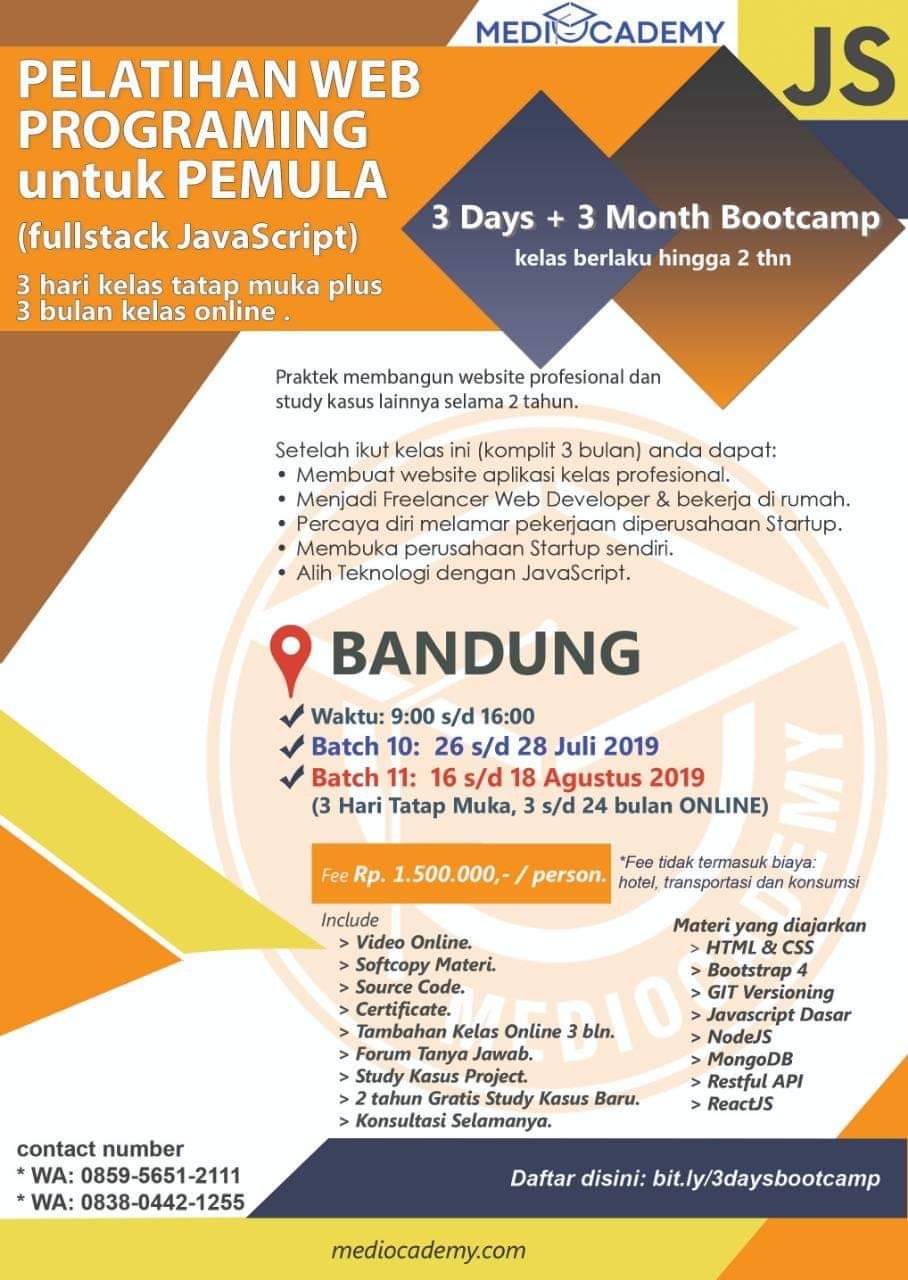 MEDIOCADEMY
JS
PELATIHAN WEB
PROGRAMING
untuk PEMULA
(fullstack JavaScript)
3 hari kelas tatap muka plus
3 bulan kelas online .
3 Days + 3 Month Bootcamp
kelas berlaku hingga 2 thn
Praktek membangun website profesional dan
study kasus lainnya selama 2 tahun.
Setelah ikut kelas ini (komplit 3 bulan) anda dapat:
• Membuat website aplikasi kelas profesional.
• Menjadi Freelancer Web Developer & bekerja di rumah.
• Percaya diri melamar pekerjaan diperusahaan Startup.
• Membuka perusahaan Startup sendiri.
• Alih Teknologi dengan JavaScript.
BANDUNG
Waktu: 9:00 s/d 16:00
Batch 10: 26 s/d 28 Juli 2019
Batch 11: 16 s/d 18 Agustus 2019
(3 Hari Tatap Muka, 3 s/d 24 bulan ONLINE)
Fee Rp. 1.500.000,- / person.
*Fee tidak termasuk biaya:
hotel, transportasi dan konsumsi
Include
> Video Online.
> Softcopy Materi.
> Source Code.
> Certificate.
> Tambahan Kelas Online 3 bln.
> Forum Tanya Jawab.
> Study Kasus Project.
> 2 tahun Gratis Study Kasus Baru.
> Konsultasi Selamanya.
Materi yang diajarkan
> HTML & CSS
> Bootstrap 4
> GIT Versioning
> Javascript Dasar
> NodeJS
> MongoDB
> Restful API
> ReactJS
MEDIOCADEMY
contact number
* WA: 0859-5651-2111
* WA: 0838-0442-1255
Daftar disini: bit.ly/3daysbootcamp
mediocademy.com